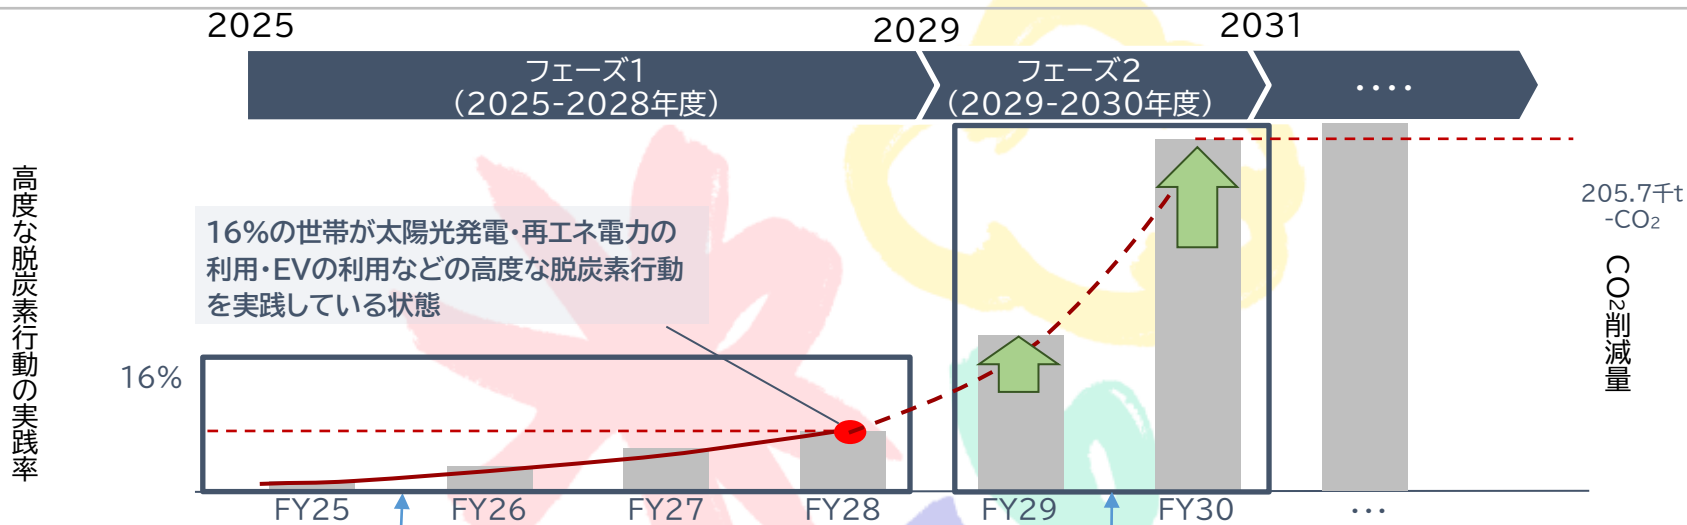 2025
2029
2031
フェーズ1
（2025-2028年度）
フェーズ2
（2029-2030年度）
････
高度な脱炭素行動の実践率
16%の世帯が太陽光発電・再エネ電力の
利用・EVの利用などの高度な脱炭素行動
を実践している状態
16%
205.7千t
-CO₂
CO₂削減量
FY25
FY26
FY27
FY28
FY29
FY30
…